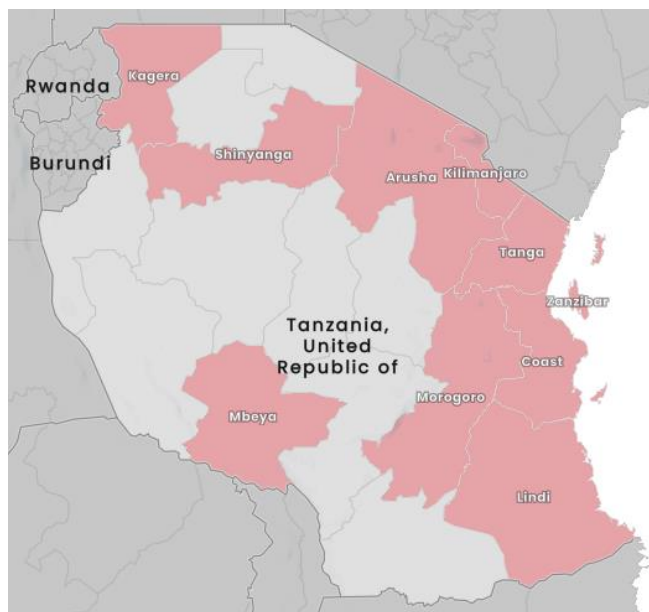 Kagera
Rwanda
Shinyanga
Burundi
Arusha
Kilimanjaro
Tanga
Zanzibar
Tanzania,
United
Republic of
Coast
Morogoro
Mbeya
Lindi